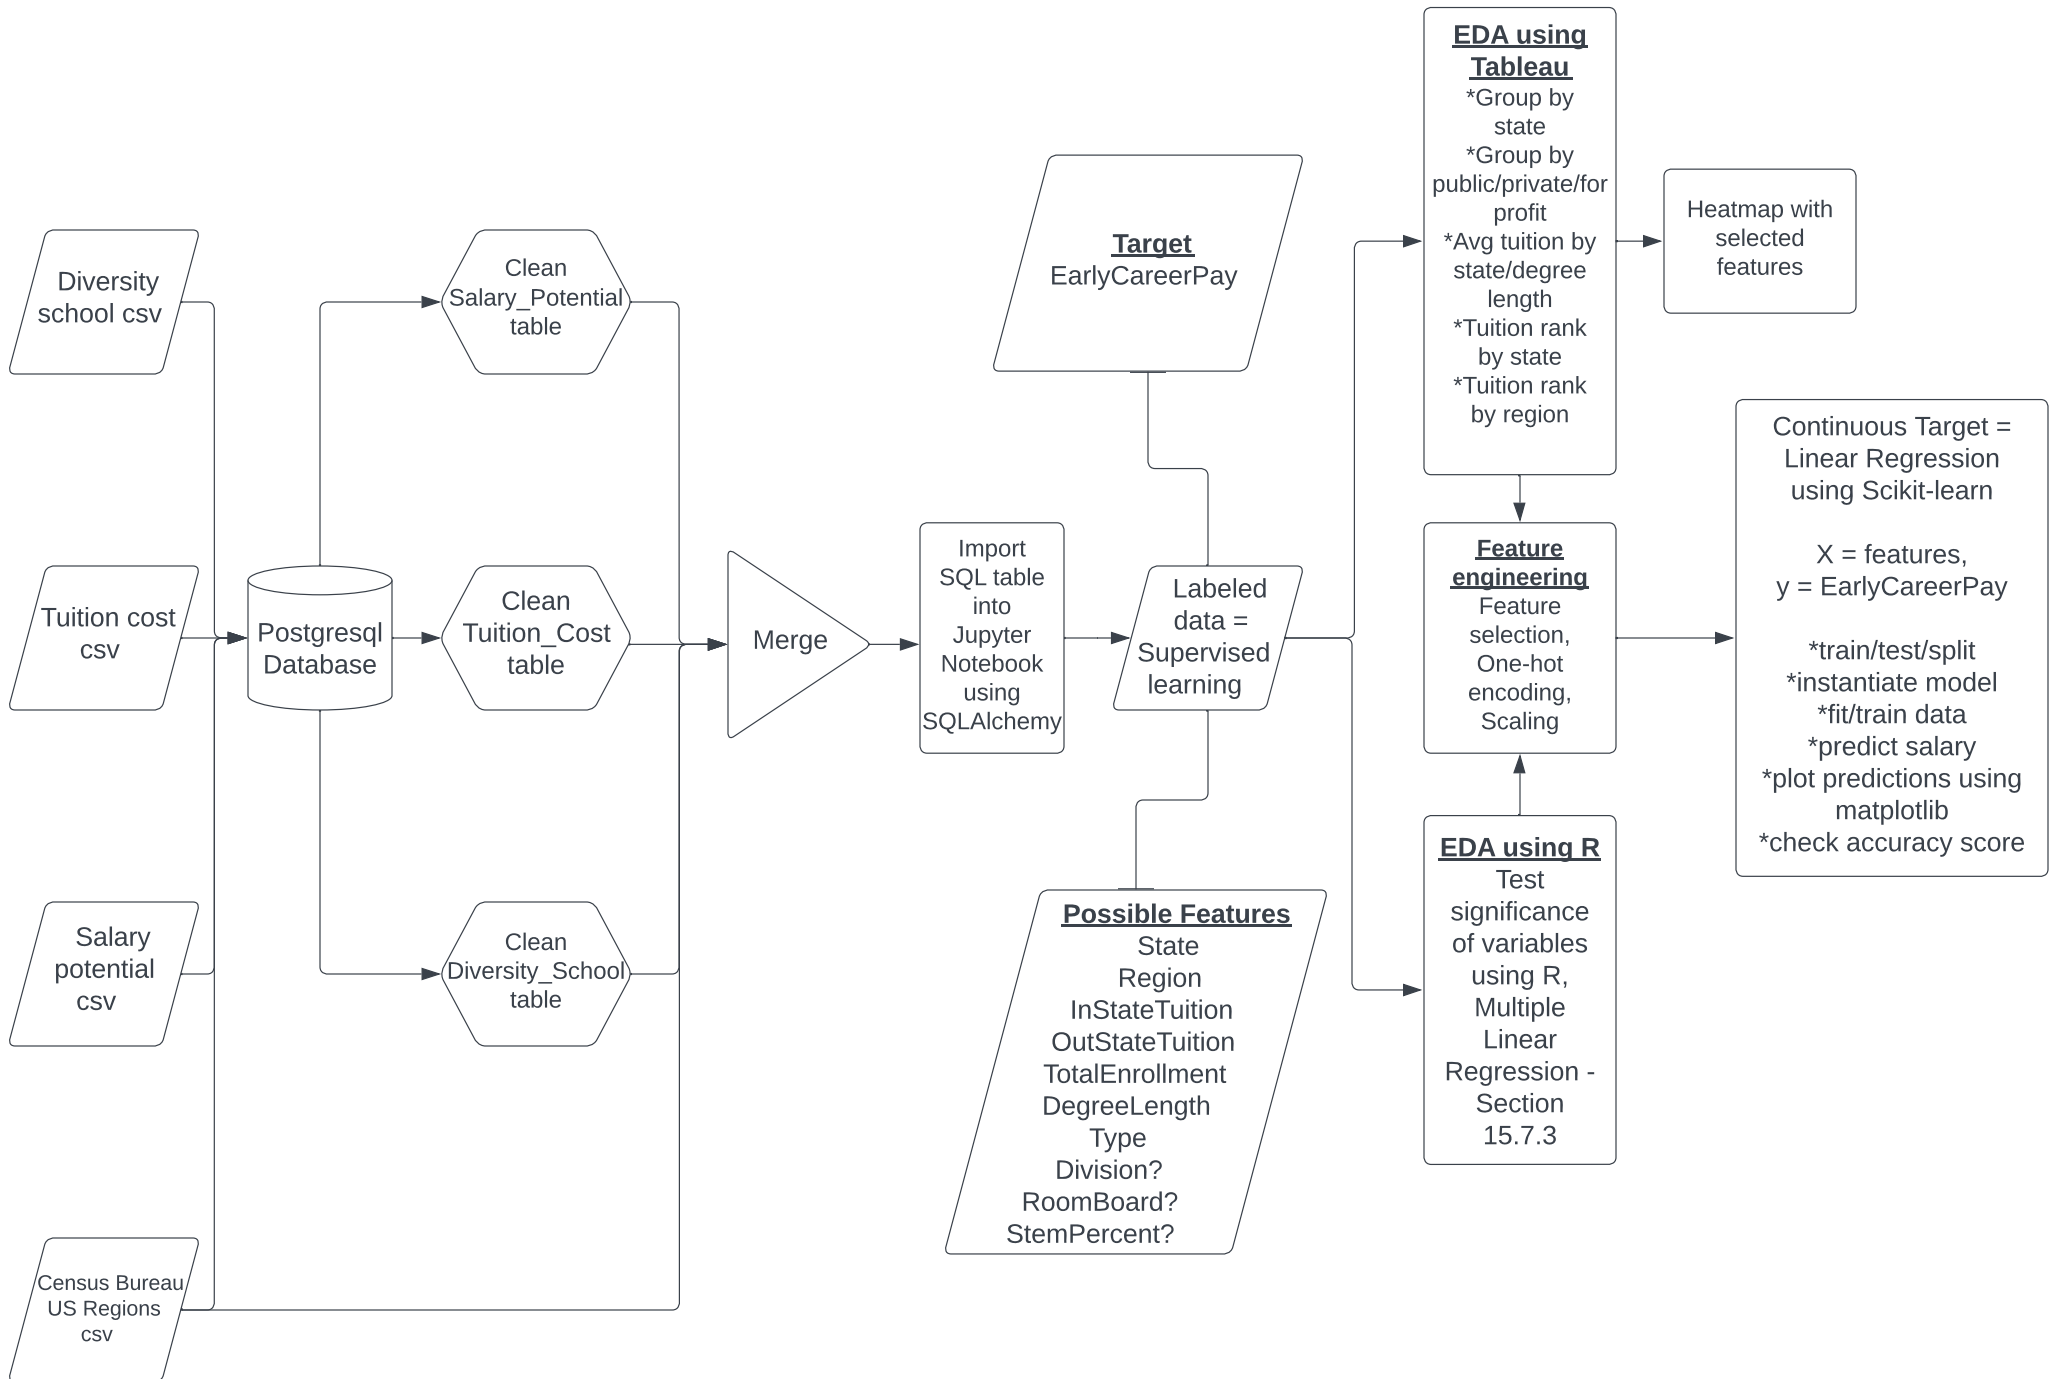 Diversity
school csv
Tuition cost
csv
Salary
potential
csv
Census Bureau
US Regions
csv
Postgresql
Database
Clean
Salary_Potential
table
Clean
Tuition_Cost
table
Clean
Diversity_School
table
Merge
Import
SQL table
into
Jupyter
Notebook
using
SQLAlchemy
Target
EarlyCareerPay
Labeled
data =
Supervised
learning
Possible Features
State
Region
InStateTuition
OutStateTuition
TotalEnrollment
DegreeLength
Type
Division?
RoomBoard?
StemPercent?
EDA using
Tableau
*Group by
state
*Group by
public/private/for
profit
*Avg tuition by
state/degree
length
*Tuition rank
by state
*Tuition rank
by region
Heatmap with
selected
features
Feature
engineering
Feature
selection,
One-hot
encoding,
Scaling
EDA using R
Test
significance
of variables
using R,
Multiple
Linear
Regression -
Section
15.7.3
Continuous Target =
Linear Regression
using Scikit-learn
X = features,
y = EarlyCareerPay
*train/test/split
*instantiate model
*fit/train data
*predict salary
*plot predictions using
matplotlib
*check accuracy score